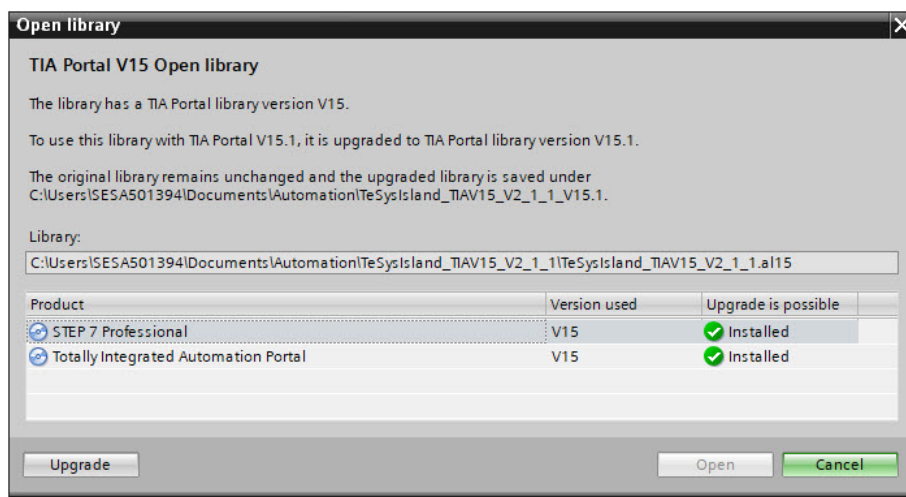 Open library
TIA Portal V15 Open library
The library has a TIA Portal library version V15.
To use this library with TIA Portal V15.1, it is upgraded to TIA Portal library version V15.1.
The original library remains unchanged and the upgraded library is saved under
C:\Users\SESA501394\Documents\Automation\TeSysIsland_TIAV15_V2_1_1_V15.1.
Library:
C:\Users\SESA501394\Documents\Automation\TeSysIsland_TIAV15_V2_1_1\TeSysIsland_TIAV15_V2_1_1.al15
Product Version used Upgrade is possible
STEP 7 Professional V15 Installed
Totally Integrated Automation Portal V15 Installed
Upgrade Open Cancel